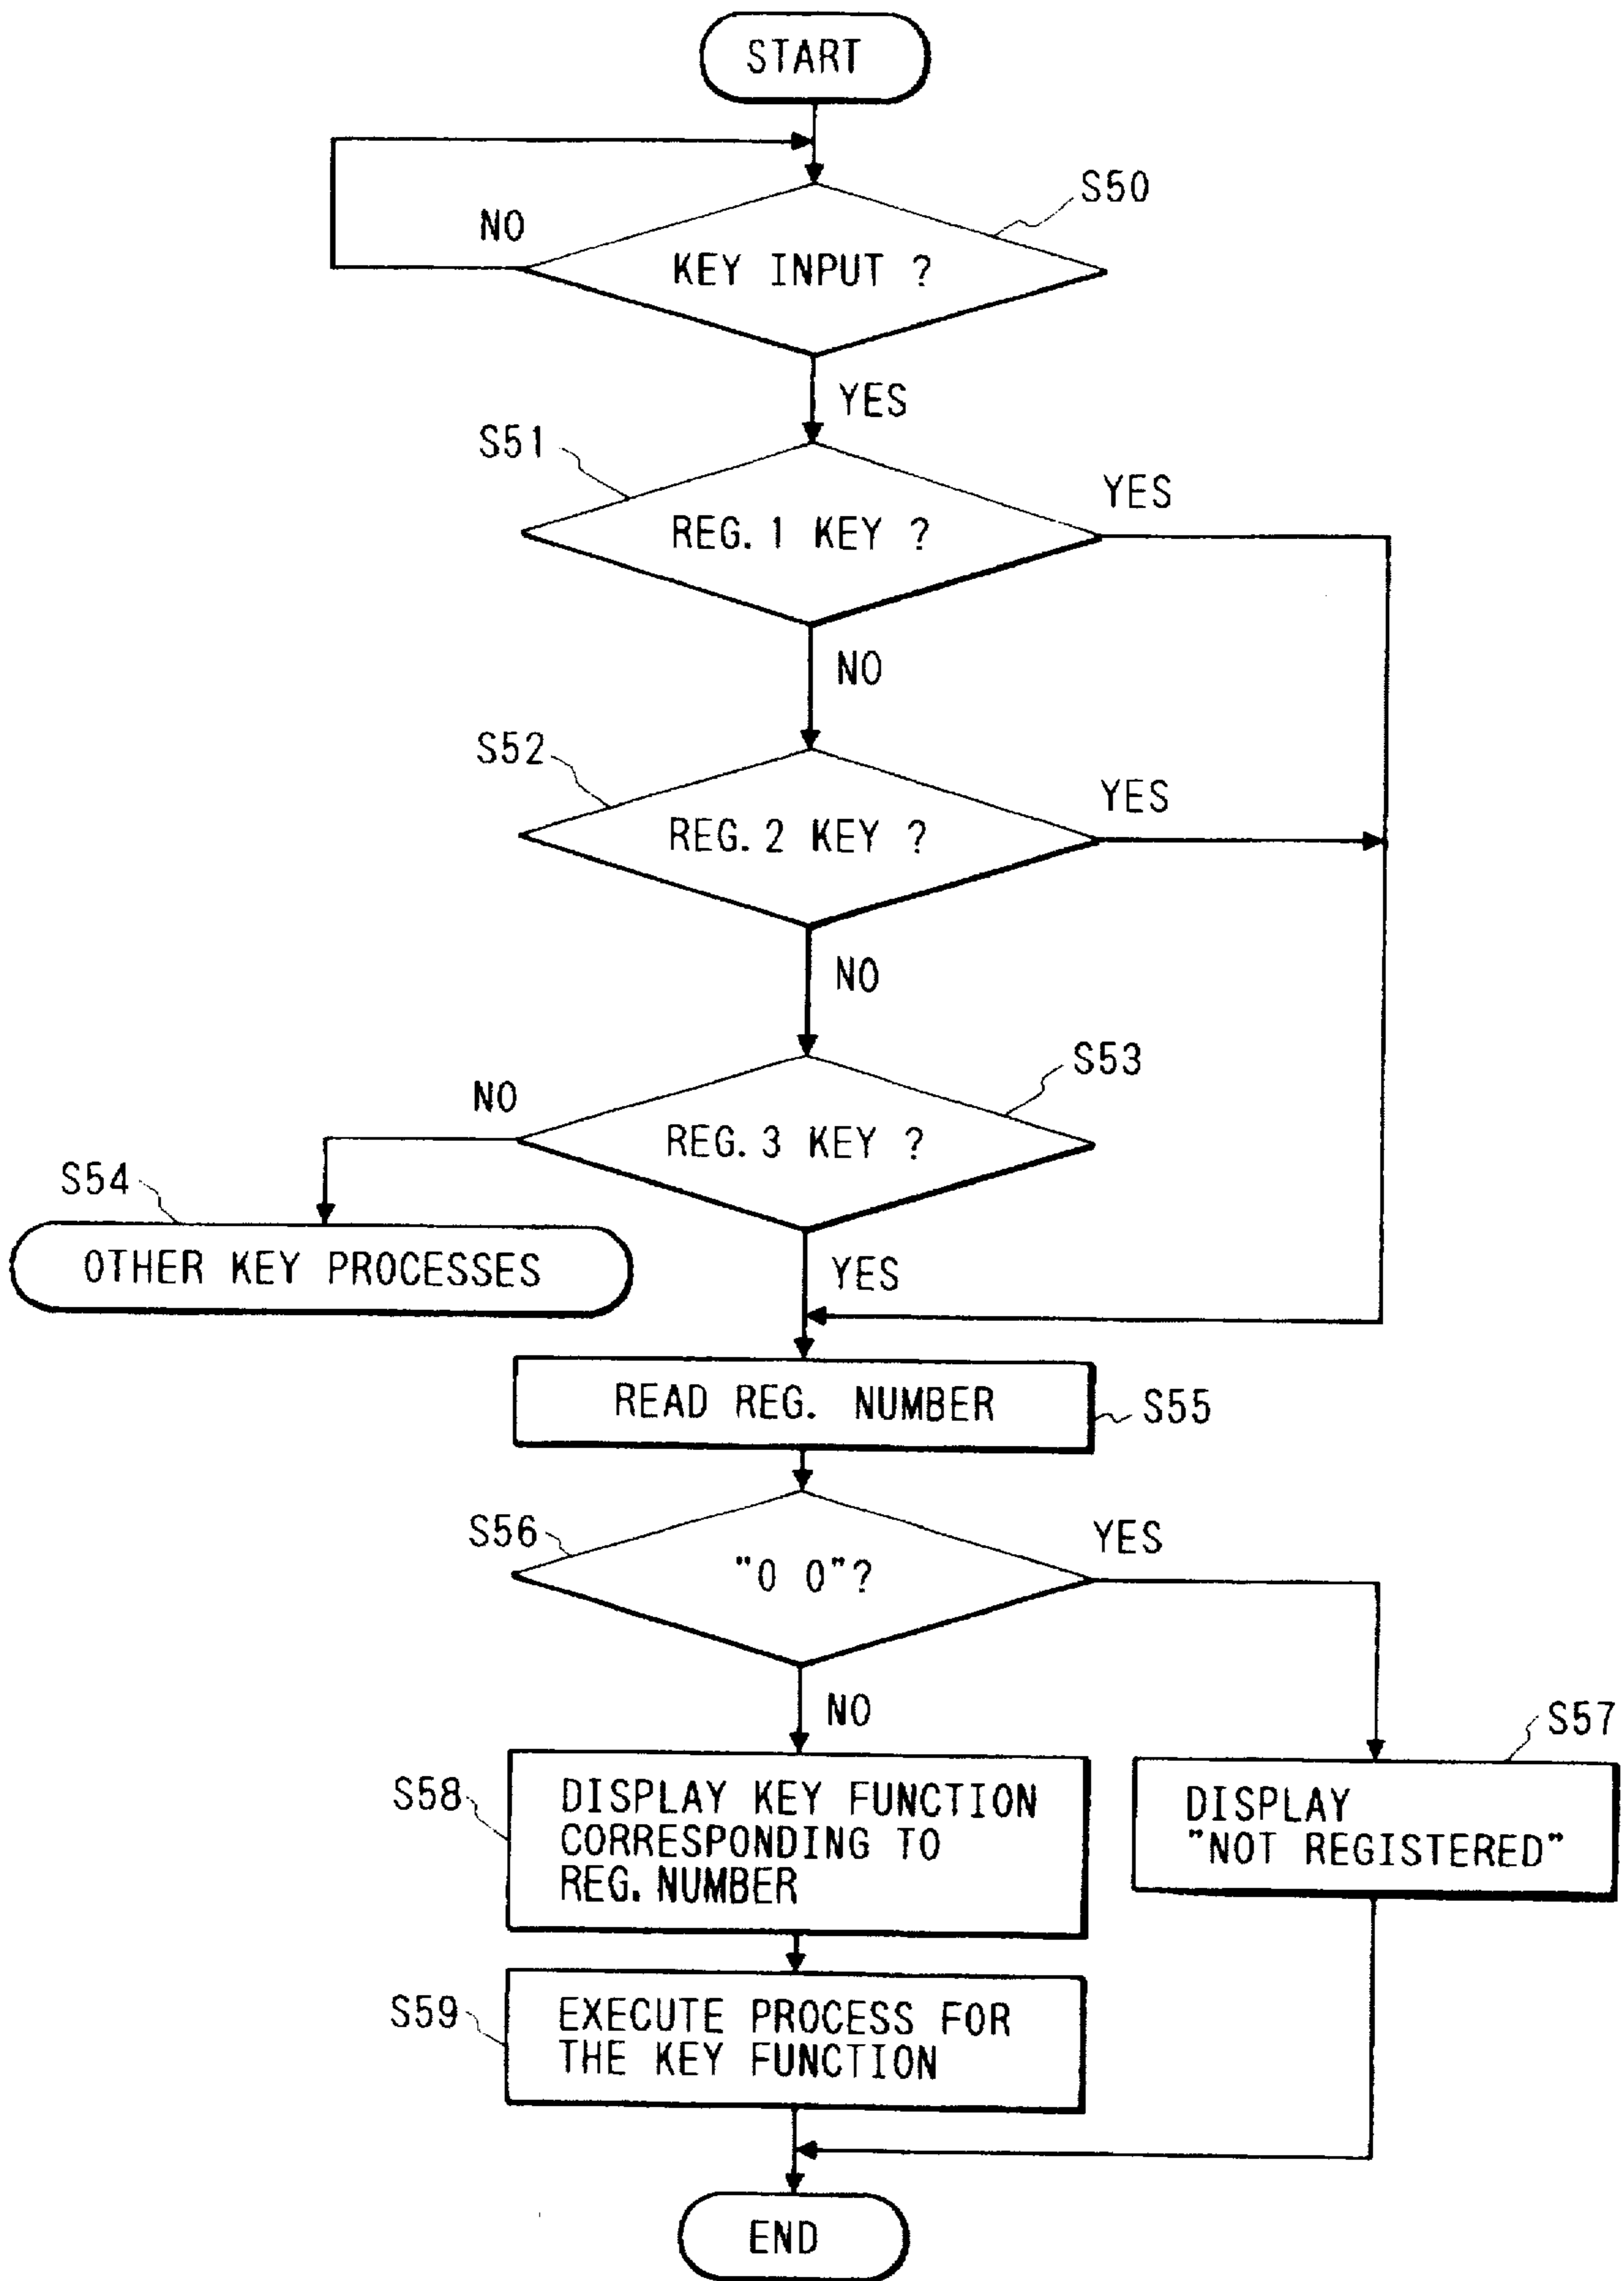 START
S50
NO
KEY INPUT ?
YES
S51
YES
REG. 1 KEY ?
NO
S52
YES
REG. 2 KEY ?
NO
S53
NO
REG. 3 KEY ?
S54
OTHER KEY PROCESSES
YES
READ REG. NUMBER
S55
S56
YES
"0 0"?
NO
S57
S58
DISPLAY KEY FUNCTION
CORRESPONDING TO
REG. NUMBER
DISPLAY
"NOT REGISTERED"
S59
EXECUTE PROCESS FOR
THE KEY FUNCTION
END